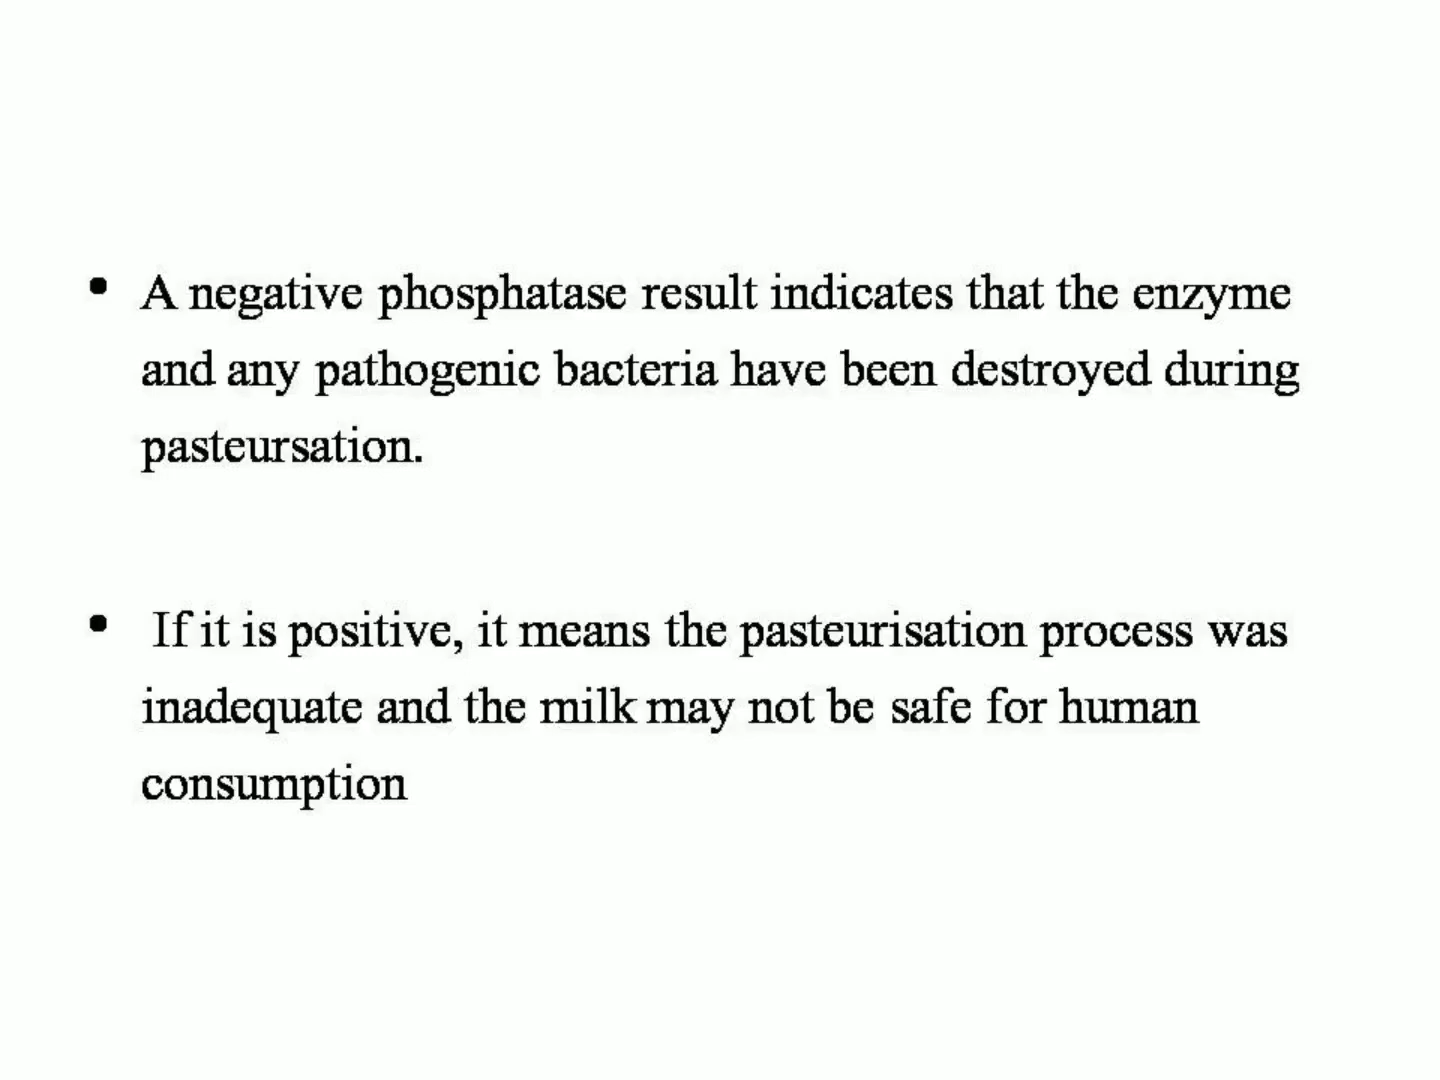 • A negative phosphatase result indicates that the enzyme
and any pathogenic bacteria have been destroyed during
pasteursation.
• If it is positive, it means the pasteurisation process was
inadequate and the milk may not be safe for human
consumption